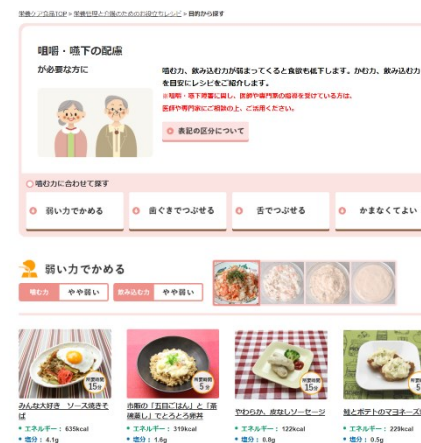 栄養ケア食品TOP > 栄養管理と介護のためのお役立ちレシピ > 目的から探す
咀嚼・嚥下の配慮
が必要な方に
噛む力、飲み込む力が弱まってくると食欲も低下します。かむ力、飲み込む力
を目安にレシピをご紹介します。
※咀嚼・嚥下障害に関し、医師や専門家の指導を受けている方は、
医師や専門家にご相談の上、ご活用ください。
表記の区分について
噛む力に合わせて探す
弱い力でかめる
歯ぐきでつぶせる
舌でつぶせる
かまなくてよい
弱い力でかめる
噛む力 やや弱い 飲み込む力 やや弱い
15分
5分
15分
5
みんな大好き ソース焼きそ
ば
エネルギー： 635kcal
塩分： 4.1g
市販の「五目ごはん」と「茶
碗蒸し」でとろとろ卵丼
エネルギー： 319kcal
塩分： 1.6g
やわらか、皮なしソーセージ
エネルギー： 122kcal
塩分： 0.8g
鮭とポテトのマヨネーズ
エネルギー： 229kcal
塩分： 0.5g